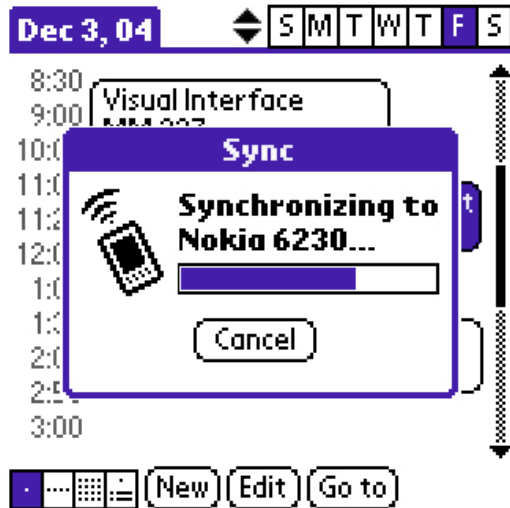 Dec 3, 04 S M T W T F S
8:30
Visual Interface
9:00
Sync
Synchronizing to
Nokia 6230...
Cancel
3:00
New Edit Go to